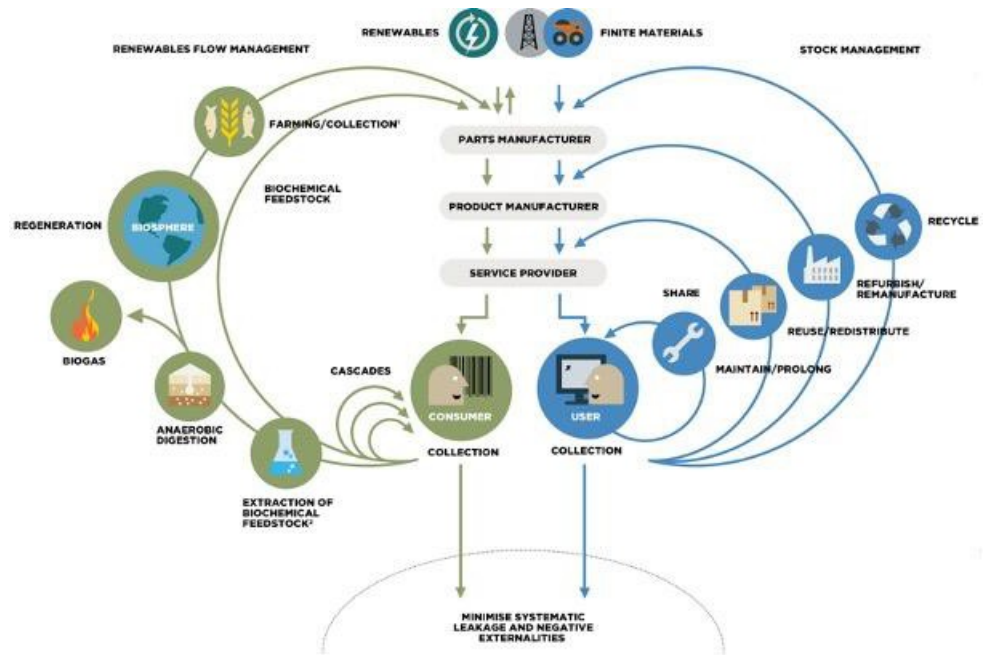 RENEWABLES
FINITE MATERIALS
RENEWABLES FLOW MANAGEMENT
STOCK MANAGEMENT
FARMING/COLLECTION¹
PARTS MANUFACTURER
BIOCHEMICAL
FEEDSTOCK
PRODUCT MANUFACTURER
REGENERATION
BIOSPHERE
RECYCLE
SERVICE PROVIDER
SHARE
REFURBISH/
REMANUFACTURE
REUSE/REDISTRIBUTE
BIOGAS
CASCADES
MAINTAIN/PROLONG
CONSUMER
USER
ANAEROBIC
DIGESTION
COLLECTION
COLLECTION
EXTRACTION OF
BIOCHEMICAL
FEEDSTOCK²
MINIMISE SYSTEMATIC
LEAKAGE AND NEGATIVE
EXTERNALITIES